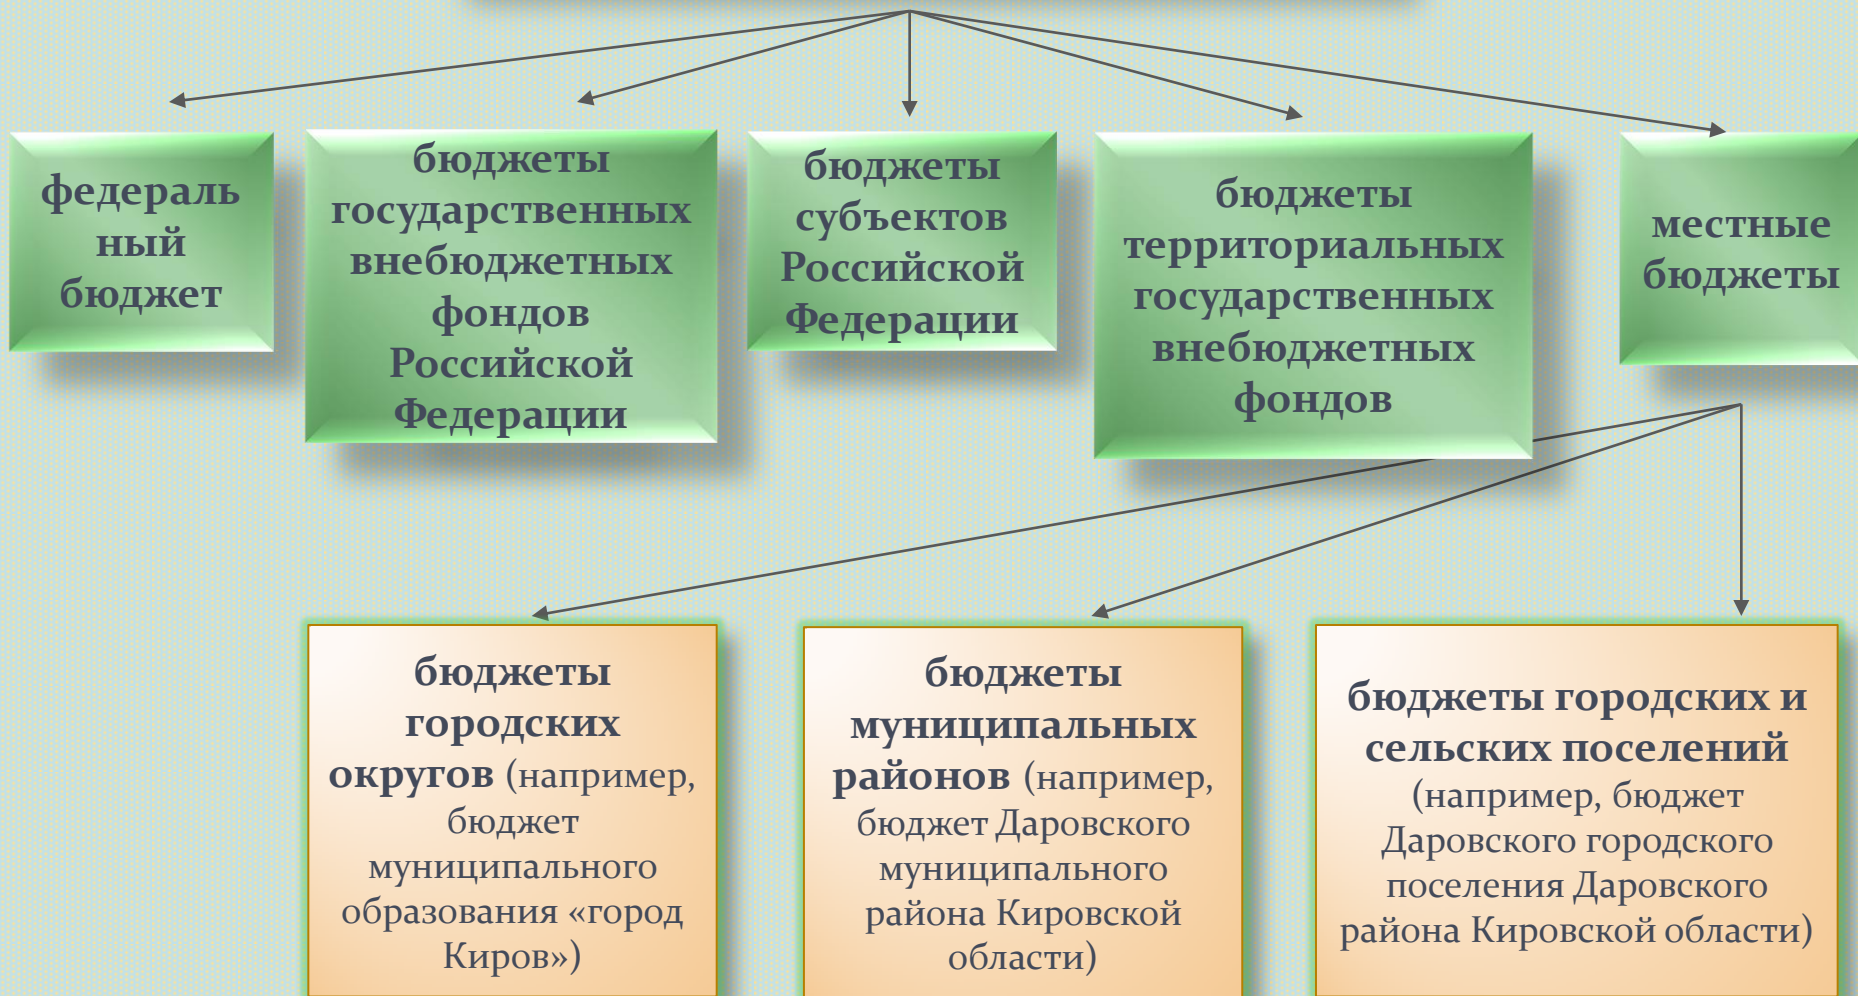 федераль
ный
бюджет
бюджеты
государственных
внебюджетных
фондов
Российской
Федерации
бюджеты
субъектов
Российской
Федерации
бюджеты
территориальных
государственных
внебюджетных
фондов
местные
бюджеты
бюджеты
городских
округов (например,
бюджет
муниципального
образования «город
Киров»)
бюджеты
муниципальных
районов (например,
бюджет Даровского
муниципального
района Кировской
области)
бюджеты городских и
сельских поселений
(например, бюджет
Даровского городского
поселения Даровского
района Кировской области)